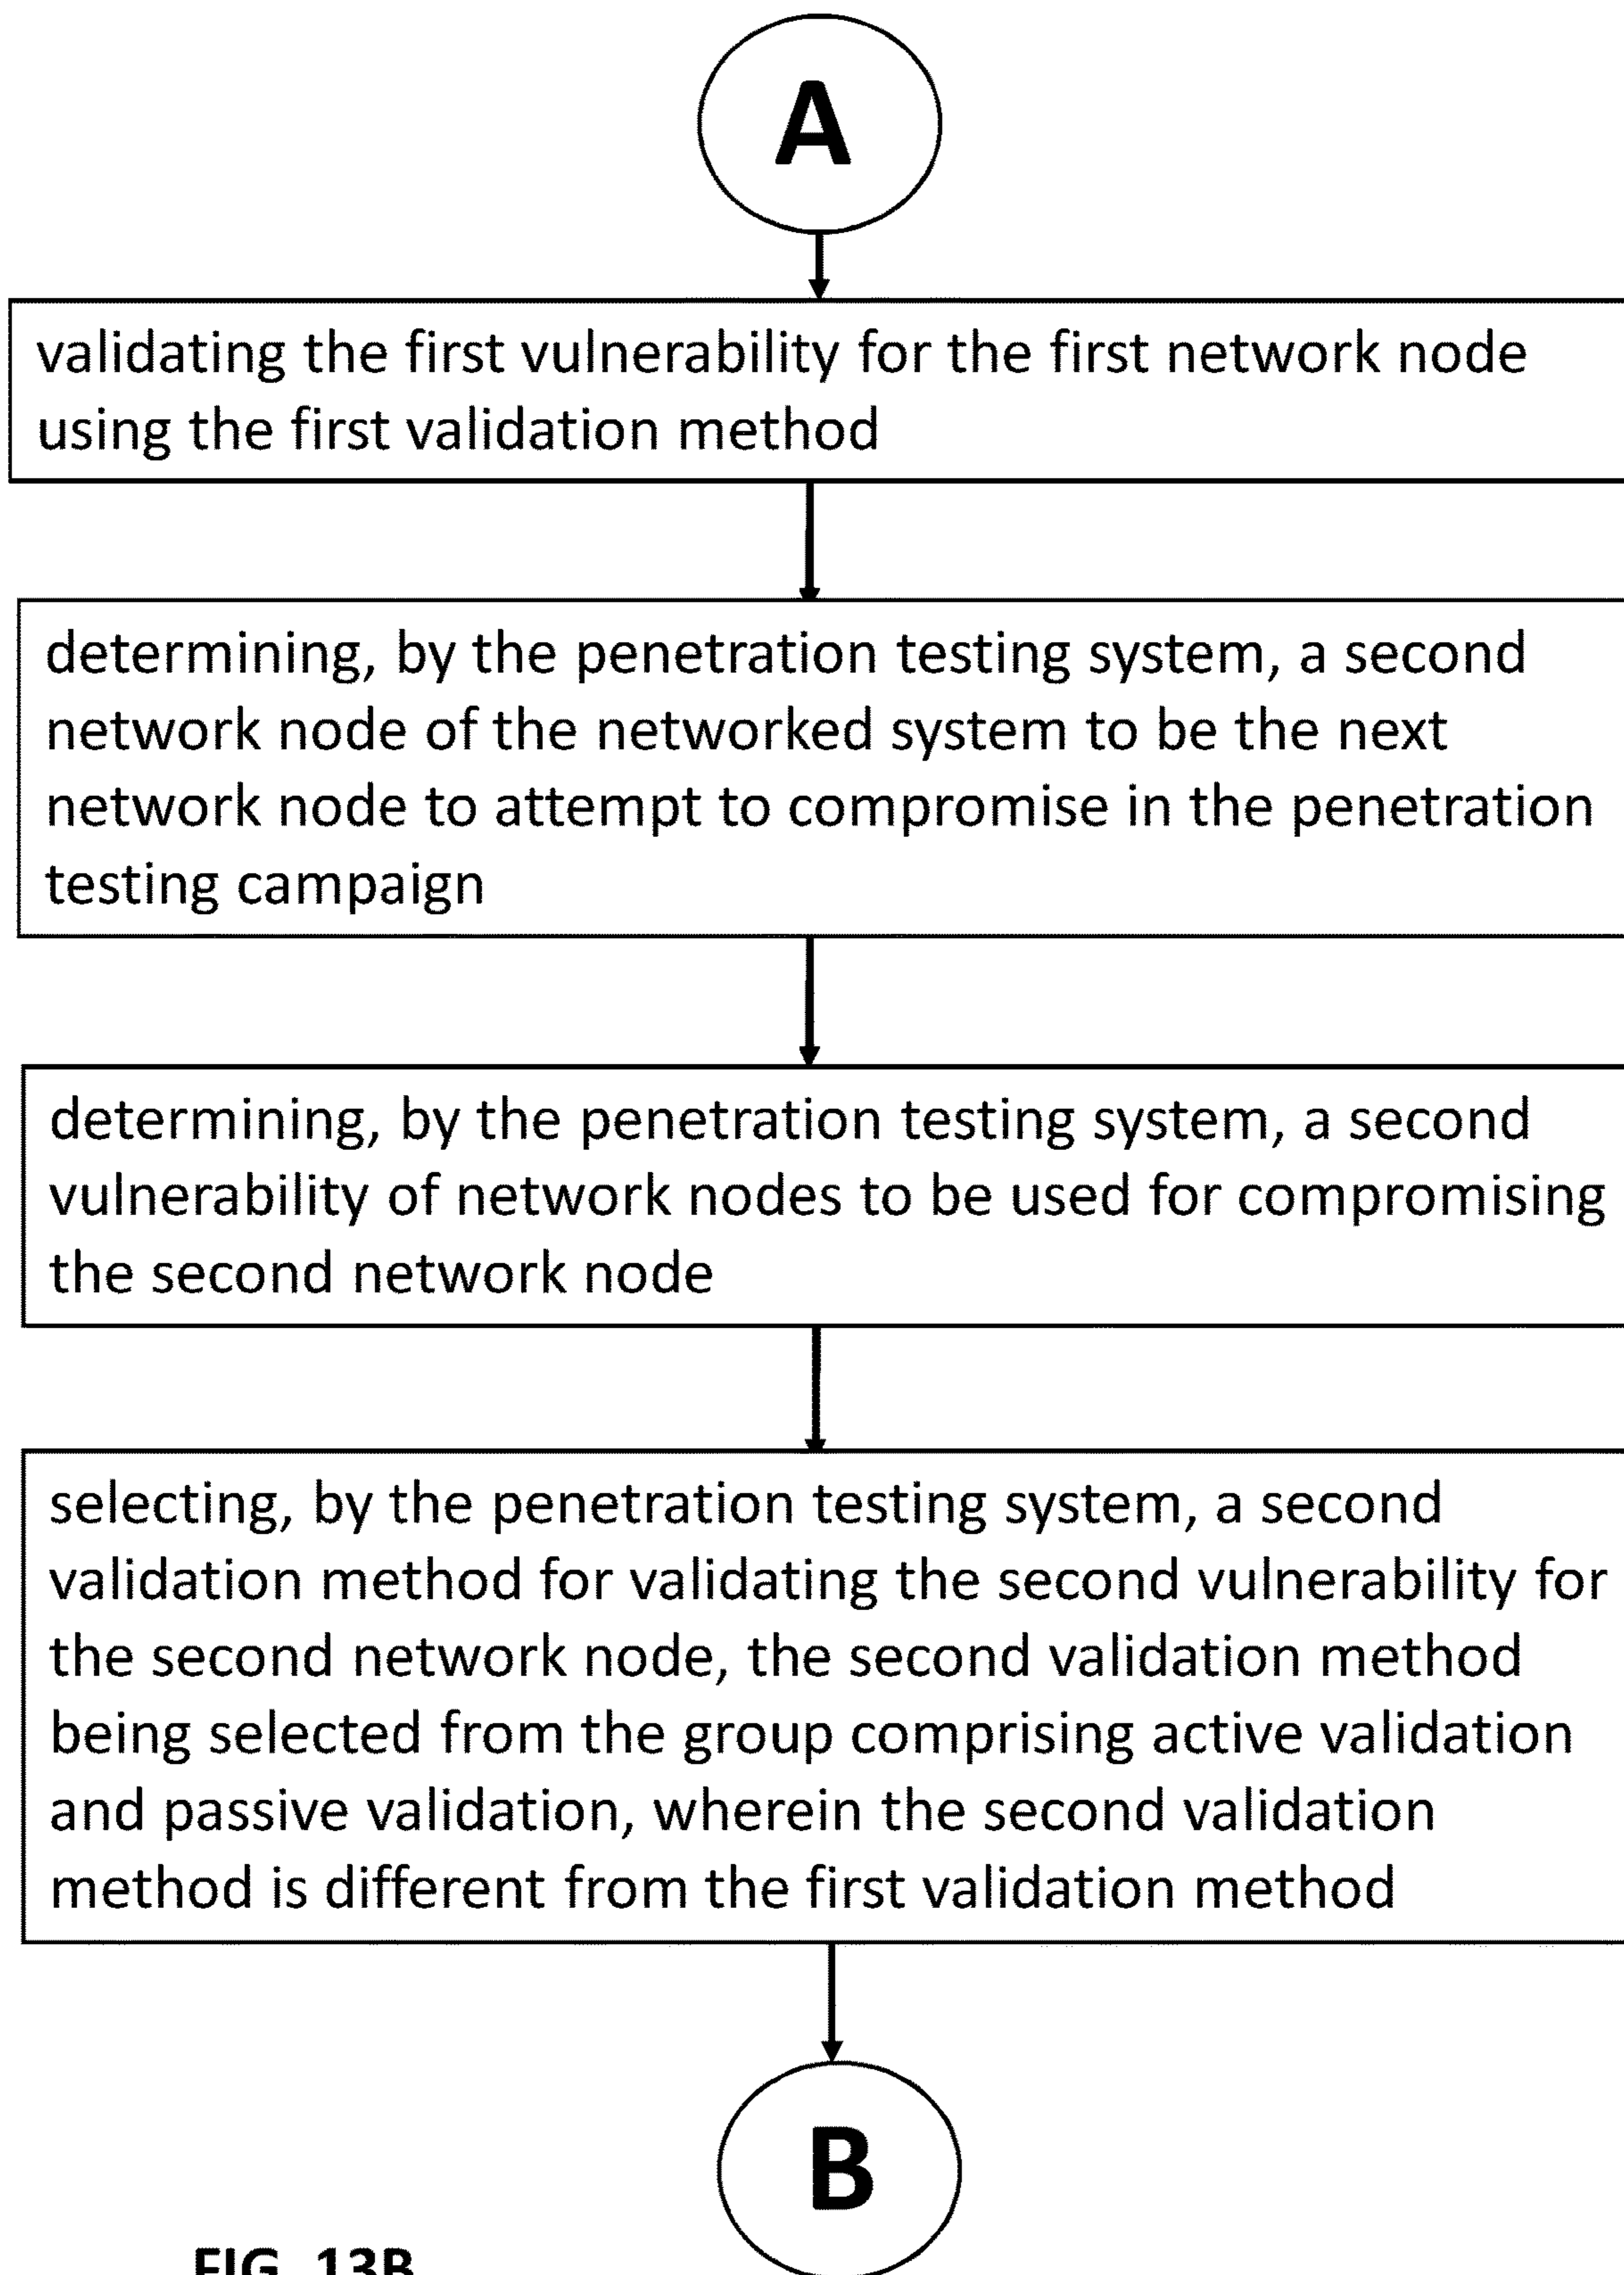 A
validating the first vulnerability for the first network node
using the first validation method
determining, by the penetration testing system, a second
network node of the networked system to be the next
network node to attempt to compromise in the penetration
testing campaign
determining, by the penetration testing system, a second
vulnerability of network nodes to be used for compromising
the second network node
selecting, by the penetration testing system, a second
validation method for validating the second vulnerability for
the second network node, the second validation method
being selected from the group comprising active validation
and passive validation, wherein the second validation
method is different from the first validation method
B
FIG. 13B